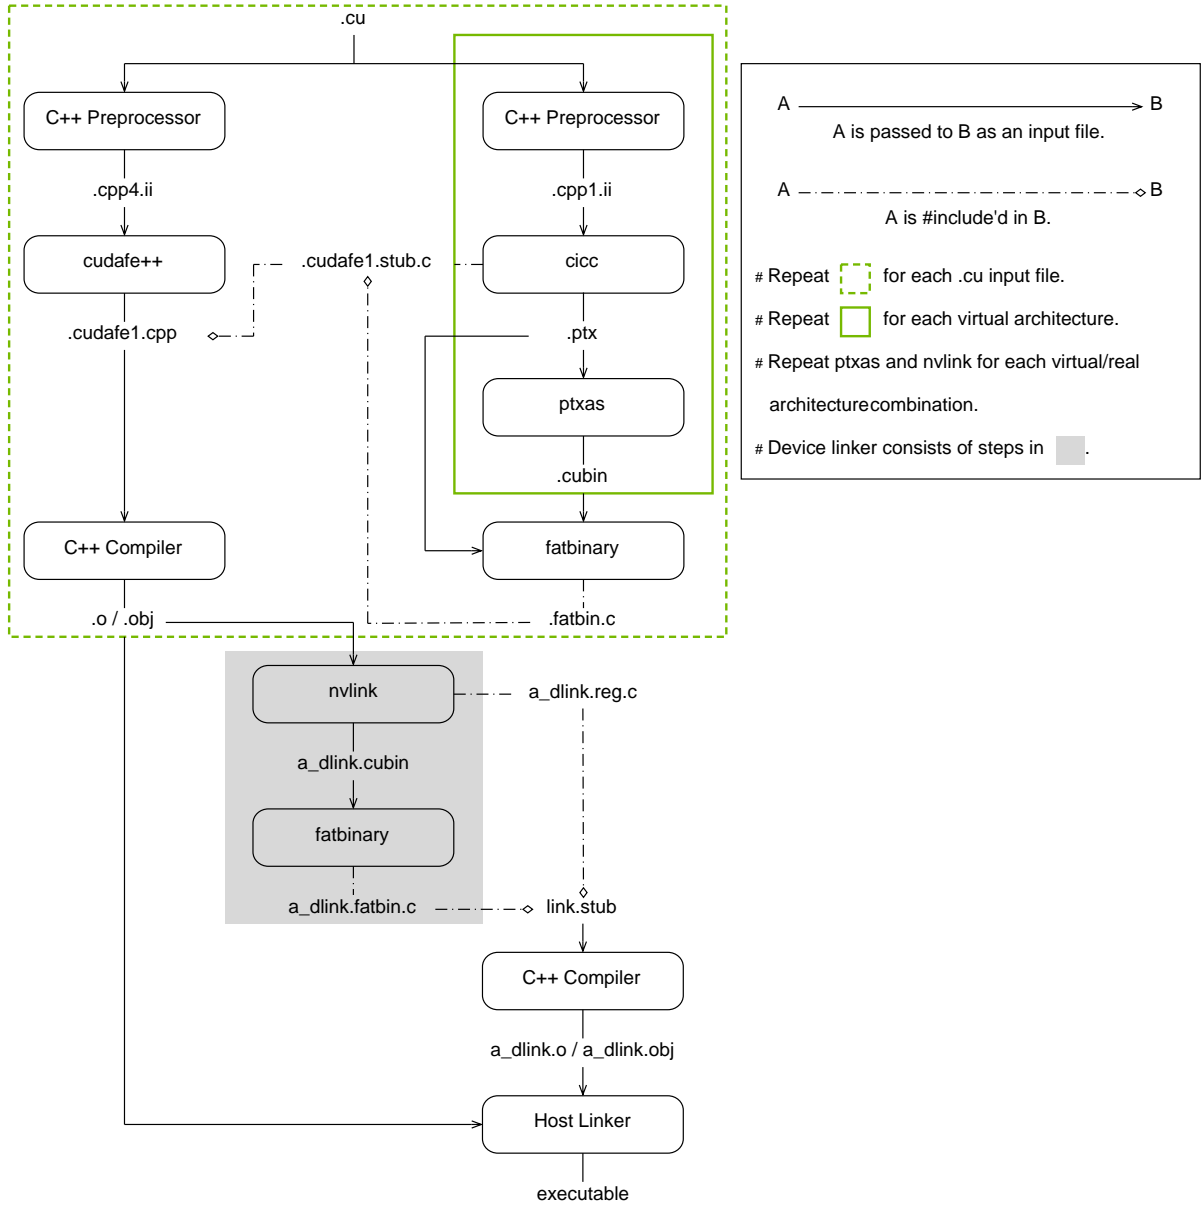 .cu
C++ Preprocessor
C++ Preprocessor
.cpp4.ii
.cpp1.ii
cudafe++
.cudafe1.stub.c
cicc
.cudafe1.cpp
.ptx
ptxas
.cubin
C++ Compiler
fatbinary
.o / .obj
.fatbin.c
nvlink
a_dlink.reg.c
a_dlink.cubin
fatbinary
a_dlink.fatbin.c
link.stub
C++ Compiler
a_dlink.o / a_dlink.obj
Host Linker
executable
A B
A is passed to B as an input file.
A B
A is #include'd in B.
# Repeat for each .cu input file.
# Repeat for each virtual architecture.
# Repeat ptxas and nvlink for each virtual/real
architecturecombination.
# Device linker consists of steps in .